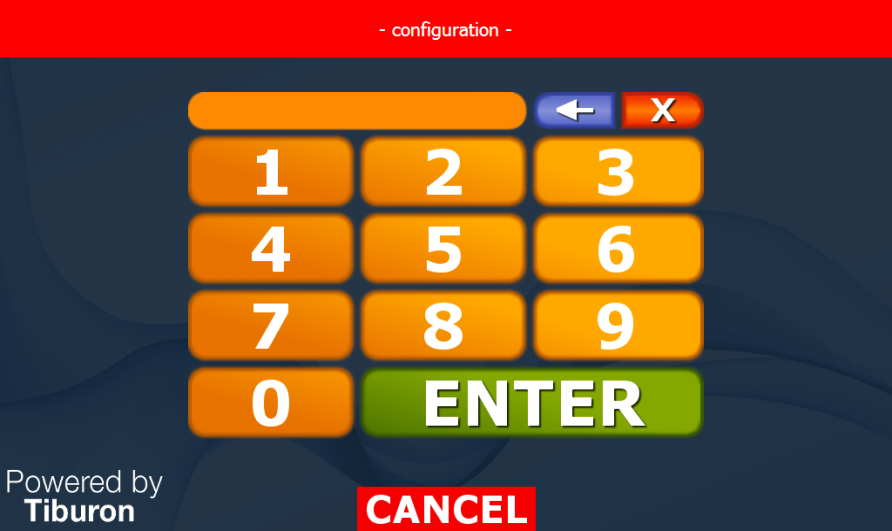 - configuration -
X
1 2 3
4 5 6
7 8 9
0 ENTER
Powered by
Tiburon
CANCEL